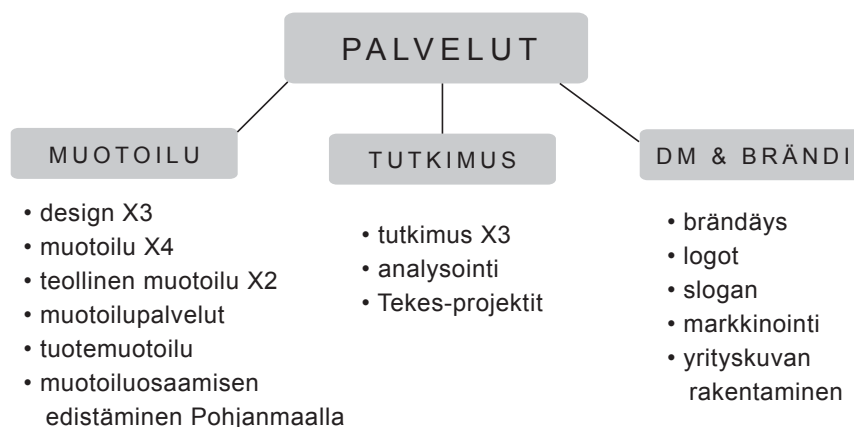 PALVELUT
MUOTOILU
• design X3
• muotoilu X4
• teollinen muotoilu X2
• muotoilupalvelut
• tuotemuotoilu
• muotoiluosaamisen
edistäminen Pohjanmaalla
TUTKIMUS
• tutkimus X3
• analysointi
• Tekes-projektit
DM & BRÄNDI
• brändäys
• logot
• slogan
• markkinointi
• yrityskuvan
rakentaminen